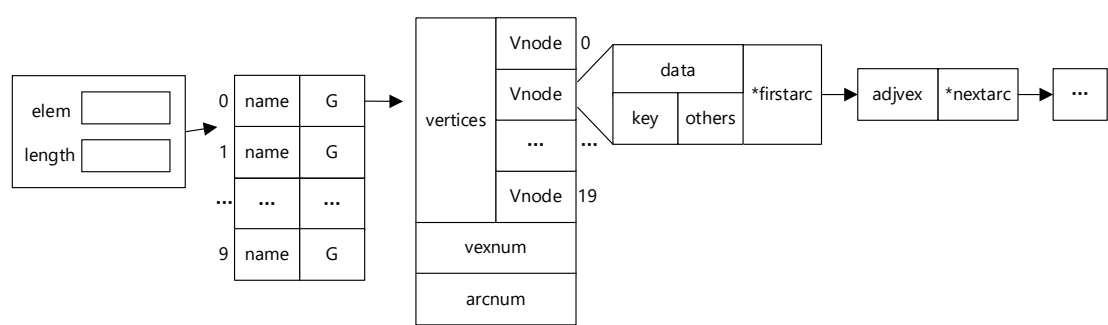 elem
length
0 name G
1 name G
... ... ...
9 name G
vertices
Vnode 0
Vnode
... ...
Vnode 19
vexnum
arcnum
data
key others
*firstarc
adjvex *nextarc
...